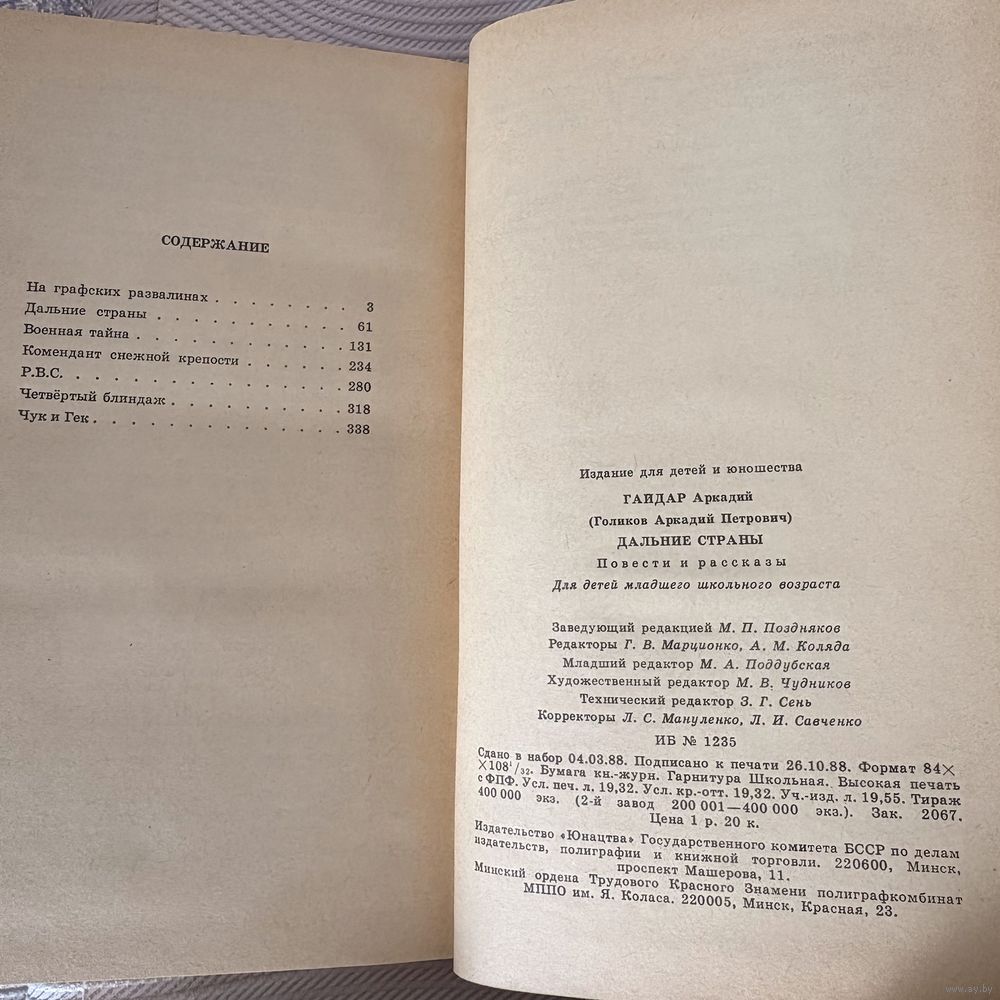 СОДЕРЖАНИЕ
На графских развалинах . . . . . . . . 3
Дальние страны . . . . . . . . . . . 61
Военная тайна . . . . . . . . . . . . 131
Комендант снежной крепости . . . . . . 234
Р.В.С. . . . . . . . . . . . . . . . 280
Четвёртый блиндаж . . . . . . . . . . 318
Чук и Гек . . . . . . . . . . . . . . 338
Издание для детей и юношества
ГАЙДАР Аркадий
(Голиков Аркадий Петрович)
ДАЛЬНИЕ СТРАНЫ
Повести и рассказы
Для детей младшего школьного возраста
Заведующий редакцией М. П. Поздняков
Редакторы Г. В. Марционко, А. М. Коляда
Младший редактор М. А. Поддубская
Художественный редактор М. В. Чудников
Технический редактор З. Г. Сень
Корректоры Л. С. Мануленко, Л. И. Савченко
ИБ № 1235
Сдано в набор 04.03.88. Подписано к печати 26.10.88. Формат 84×
×108¹/₃₂. Бумага кн.-журн. Гарнитура Школьная. Высокая печать
с ФПФ. Усл. печ. л. 19,32. Усл. кр.-отт. 19,32. Уч.-изд. л. 19,55. Тираж
400 000 экз. (2-й завод 200 001—400 000 экз.). Зак. 2067.
Цена 1 р. 20 к.
Издательство «Юнацтва» Государственного комитета БССР по делам
издательств, полиграфии и книжной торговли. 220600, Минск,
проспект Машерова, 11.
Минский ордена Трудового Красного Знамени полиграфкомбинат
МППО им. Я. Коласа. 220005, Минск, Красная, 23.
www.ay.by